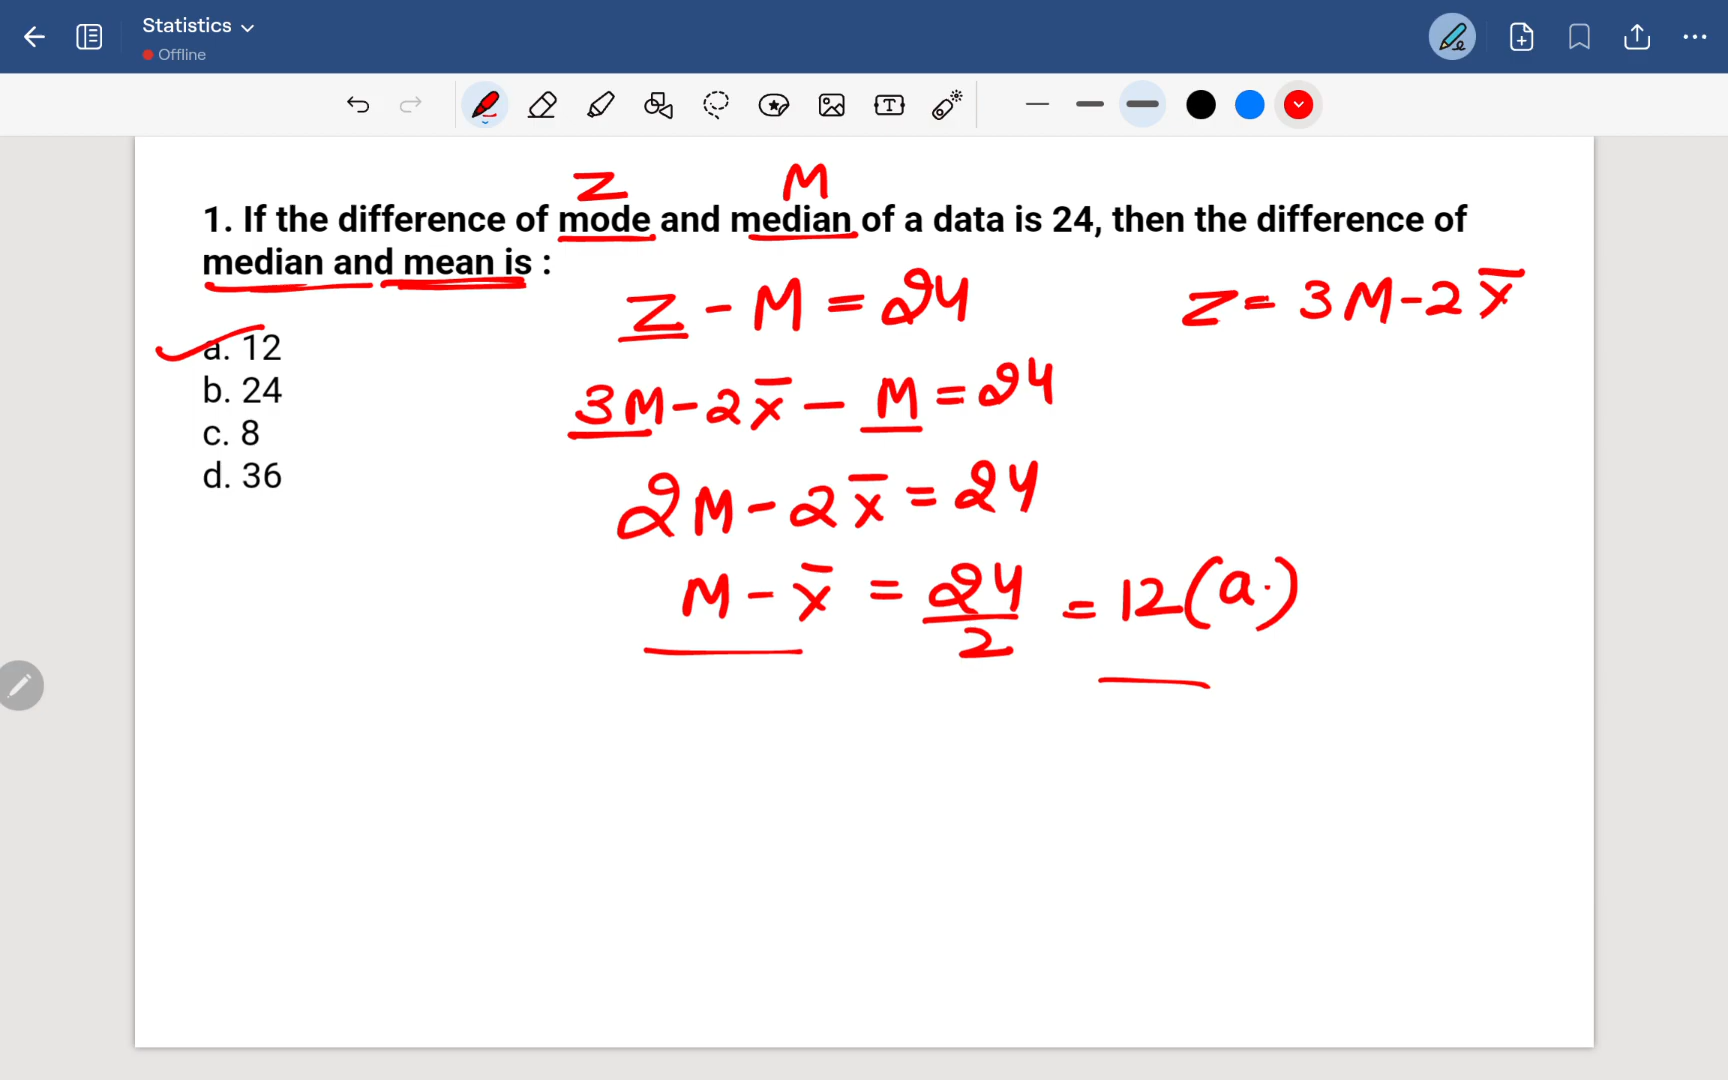 Statistics
Offline
Z M
1. If the difference of mode and median of a data is 24, then the difference of
median and mean is :
Z - M = 24
Z = 3M - 2x̄
a. 12
3M - 2x̄ - M = 24
b. 24
c. 8
d. 36
2M - 2x̄ = 24
M - x̄ = 24/2 = 12 (a.)